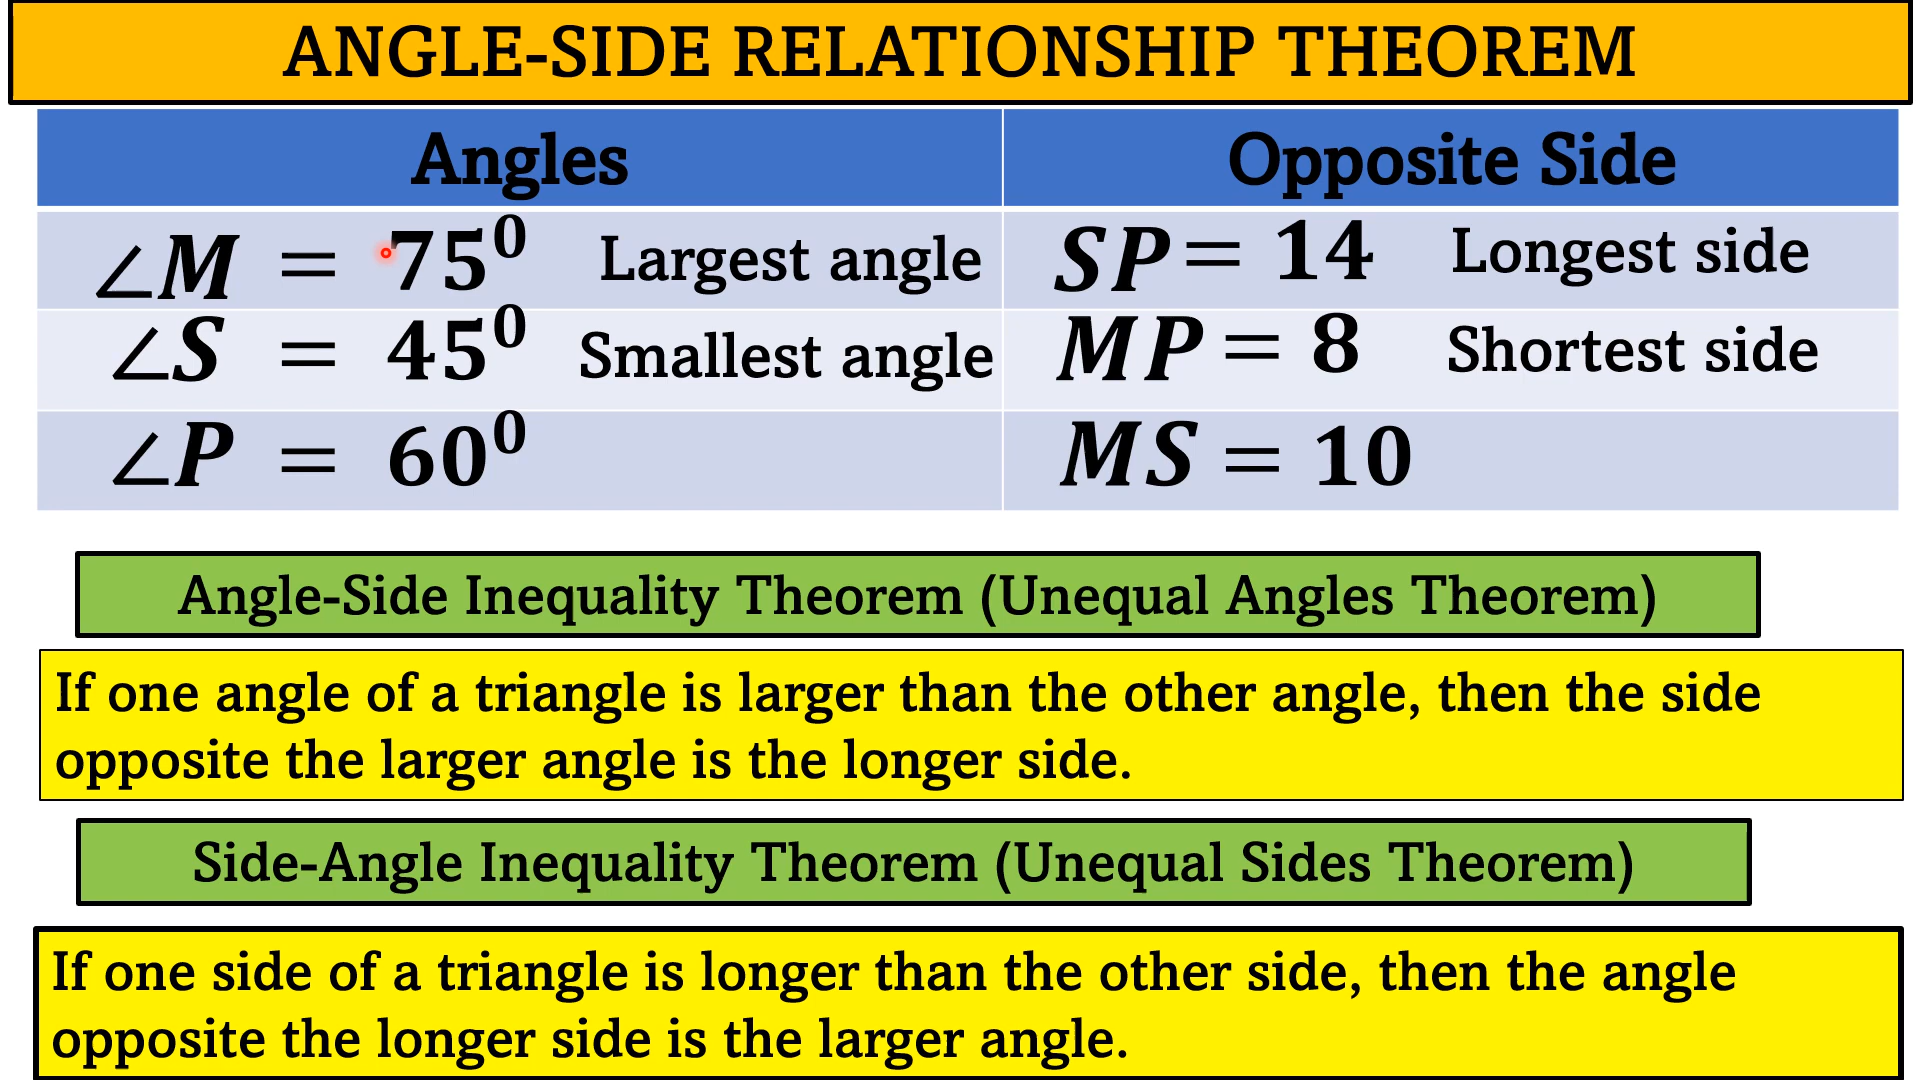 ANGLE-SIDE RELATIONSHIP THEOREM
Angles Opposite Side
∠M = 75⁰ Largest angle SP = 14 Longest side
∠S = 45⁰ Smallest angle MP = 8 Shortest side
∠P = 60⁰ MS = 10
Angle-Side Inequality Theorem (Unequal Angles Theorem)
If one angle of a triangle is larger than the other angle, then the side
opposite the larger angle is the longer side.
Side-Angle Inequality Theorem (Unequal Sides Theorem)
If one side of a triangle is longer than the other side, then the angle
opposite the longer side is the larger angle.